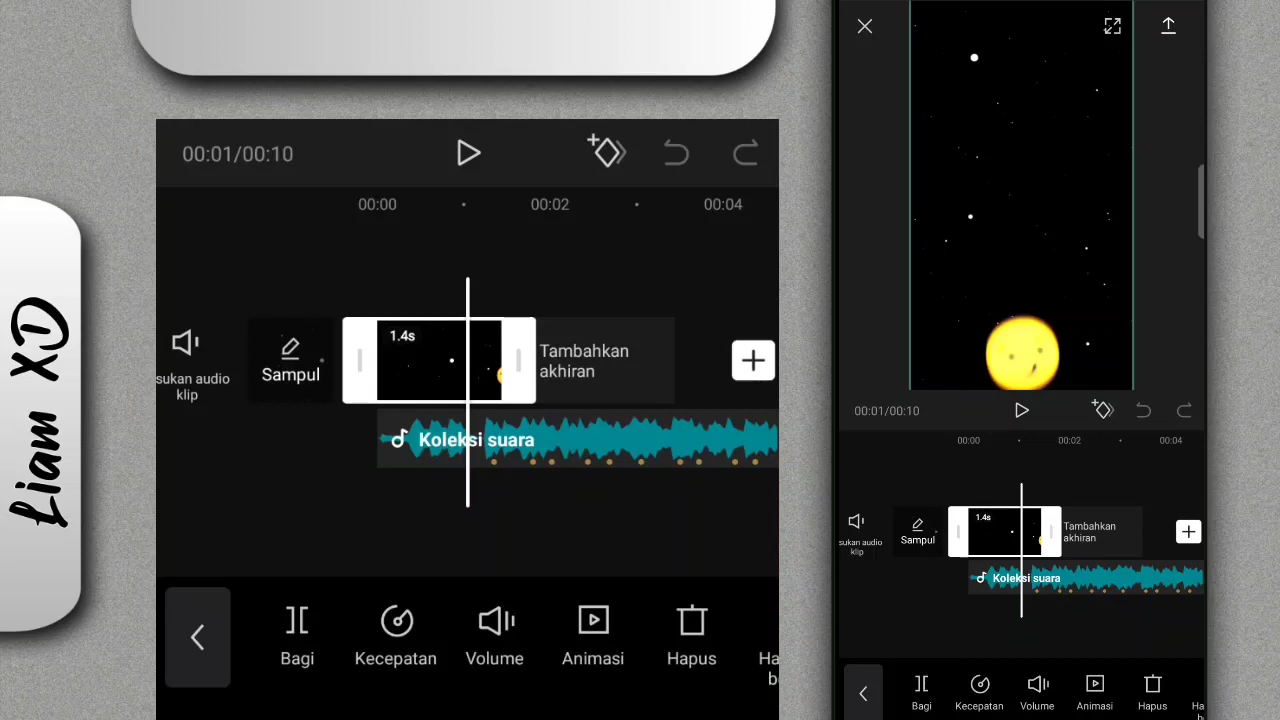 Liam XD
00:01/00:10
00:00
00:02
00:04
sukan audio
klip
Sampul
1.4s
Tambahkan
akhiran
Koleksi suara
Bagi
Kecepatan
Volume
Animasi
Hapus
Ha
b
00:01/00:10
00:00
00:02
00:04
sukan audio
klip
Sampul
1.4s
Tambahkan
akhiran
Koleksi suara
Bagi
Kecepatan
Volume
Animasi
Hapus
Ha
b